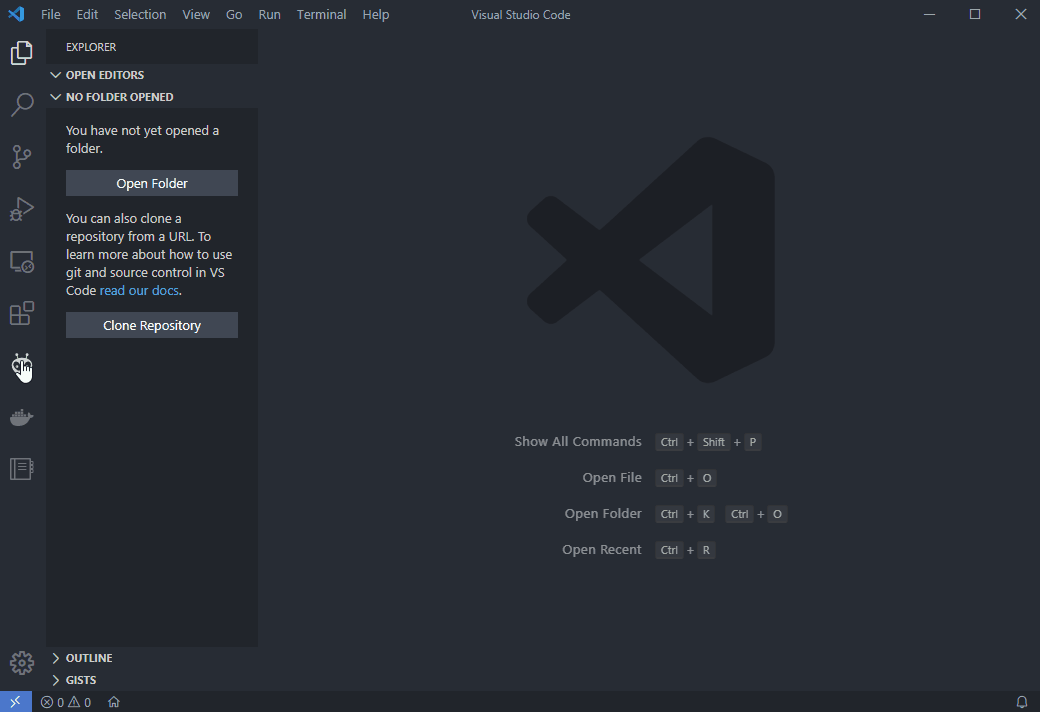 File Edit Selection View Go Run Terminal Help Visual Studio Code
EXPLORER
OPEN EDITORS
NO FOLDER OPENED
You have not yet opened a
folder.
Open Folder
You can also clone a
repository from a URL. To
learn more about how to use
git and source control in VS
Code read our docs.
Clone Repository
OUTLINE
GISTS
Show All Commands Ctrl + Shift + P
Open File Ctrl + O
Open Folder Ctrl + K Ctrl + O
Open Recent Ctrl + R
0 0